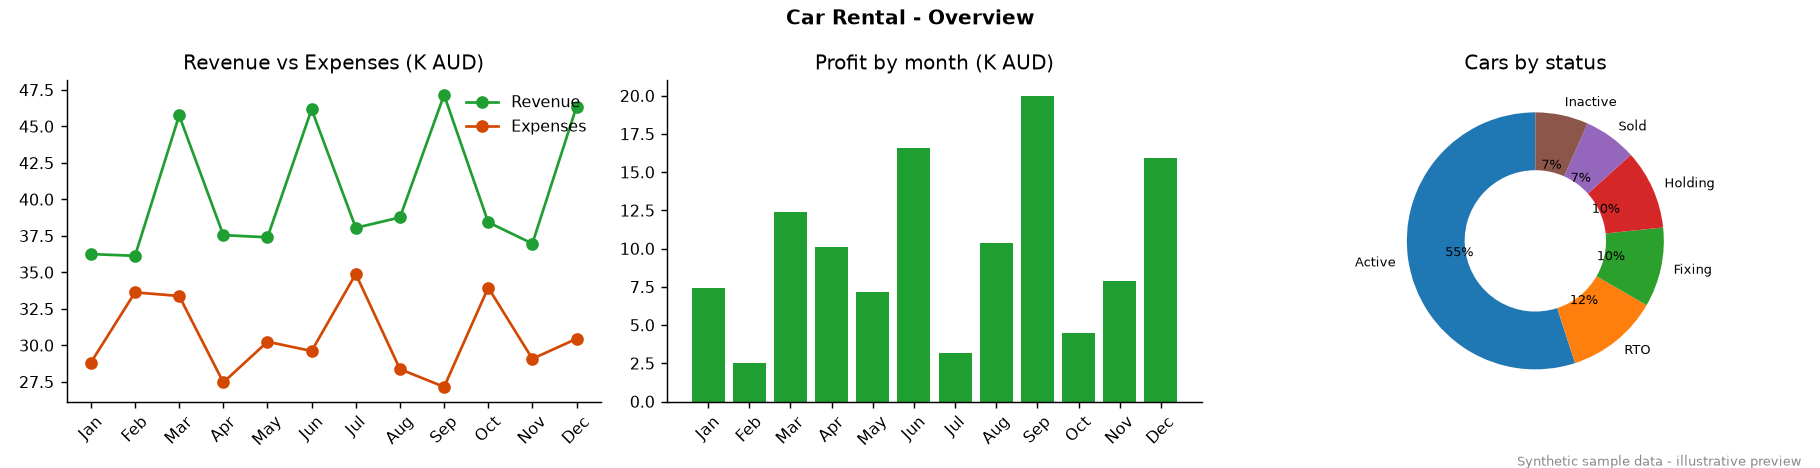 Car Rental - Overview
Revenue vs Expenses (K AUD)
47.5
45.0
42.5
40.0
37.5
35.0
32.5
30.0
27.5
Revenue
Expenses
Jan Feb Mar Apr May Jun Jul Aug Sep Oct Nov Dec
Profit by month (K AUD)
20.0
17.5
15.0
12.5
10.0
7.5
5.0
2.5
0.0
Jan Feb Mar Apr May Jun Jul Aug Sep Oct Nov Dec
Cars by status
Inactive
Sold
Holding
Fixing
RTO
Active
7%
7%
10%
10%
12%
55%
Synthetic sample data - illustrative preview